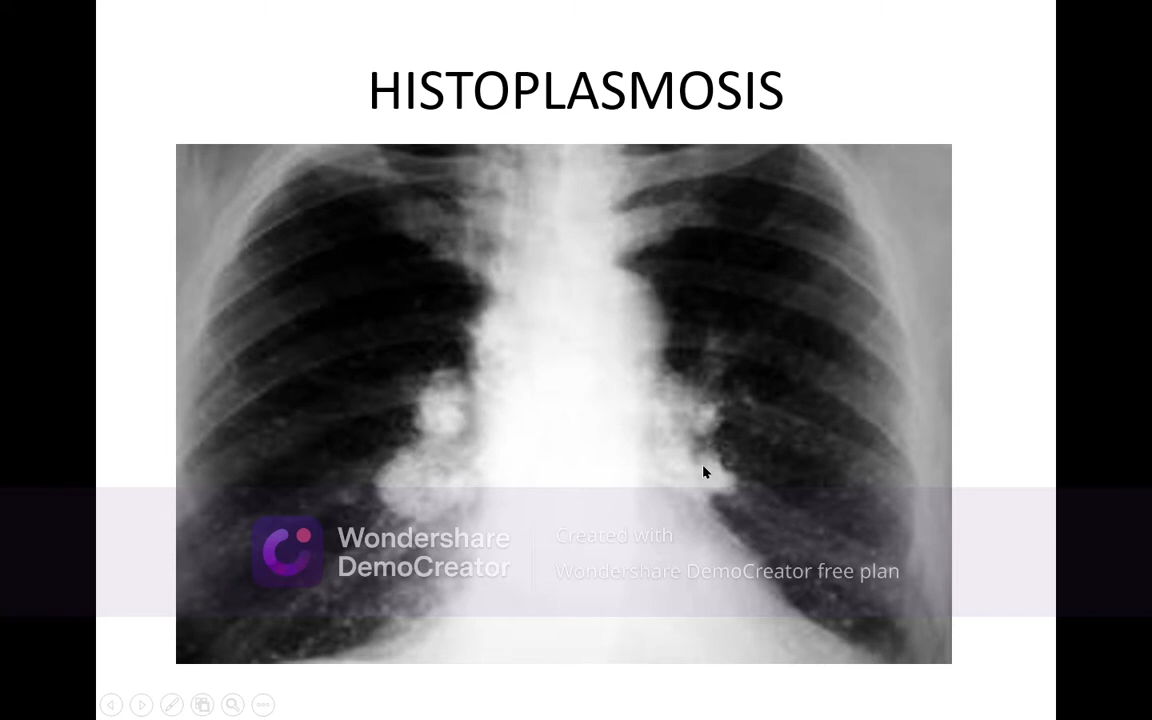 HISTOPLASMOSIS
Wondershare
DemoCreator
Created with
Wondershare DemoCreator free plan